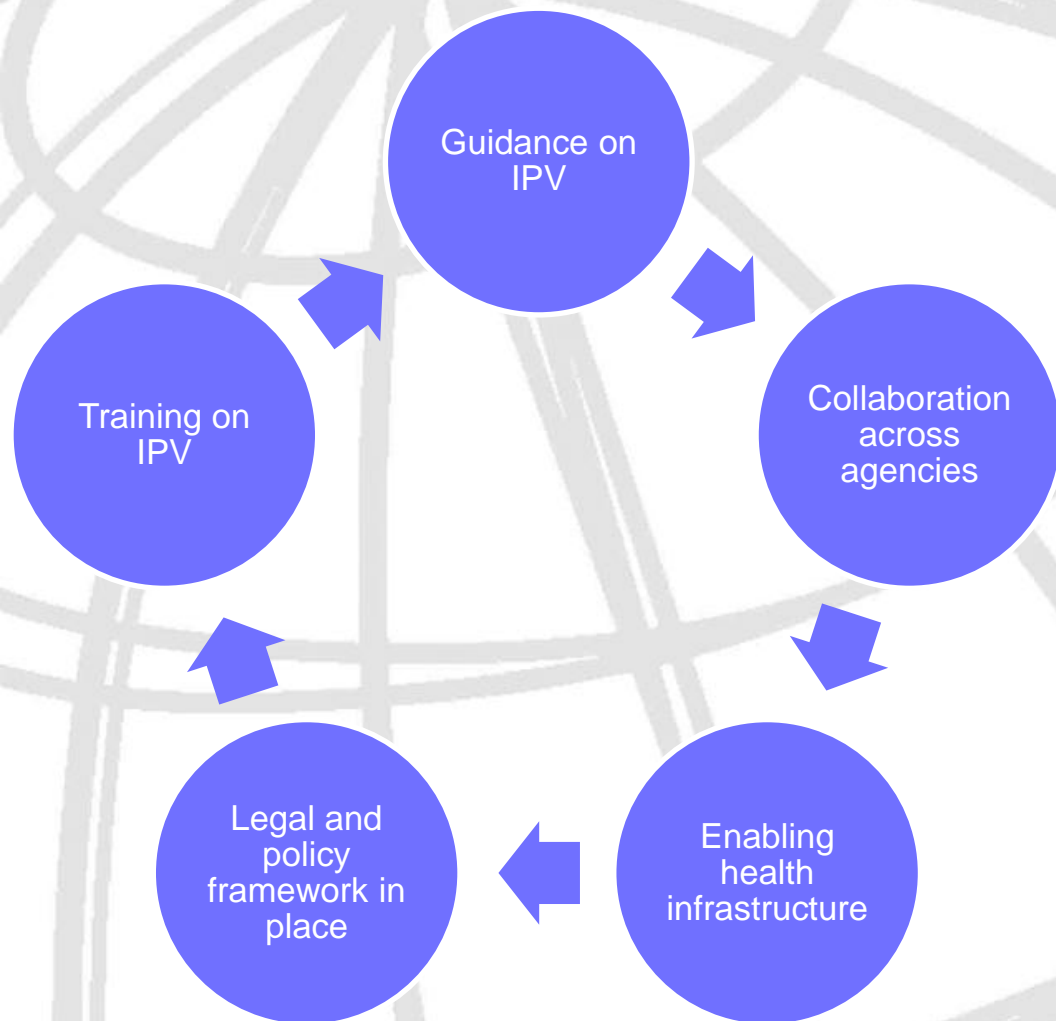 Guidance on
IPV
Collaboration
across
agencies
Enabling
health
infrastructure
Legal and
policy
framework in
place
Training on
IPV